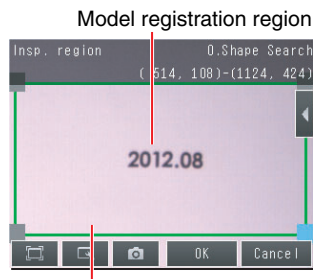 Model registration region
Insp. region 0.Shape Search
( 514, 108)-(1124, 424)
2012.08
OK Cancel